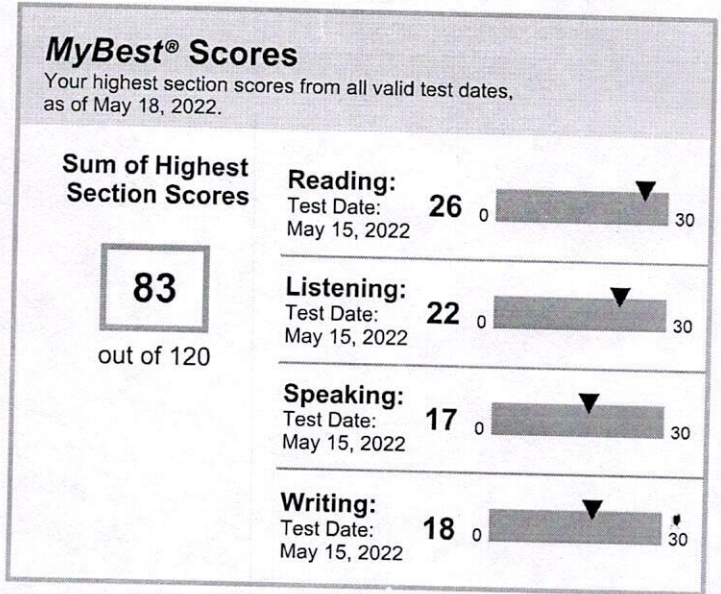 MyBest® Scores
Your highest section scores from all valid test dates,
as of May 18, 2022.
Sum of Highest
Section Scores
83
out of 120
Reading:
Test Date:
May 15, 2022
26
0
30
Listening:
Test Date:
May 15, 2022
22
0
30
Speaking:
Test Date:
May 15, 2022
17
0
30
Writing:
Test Date:
May 15, 2022
18
0
30